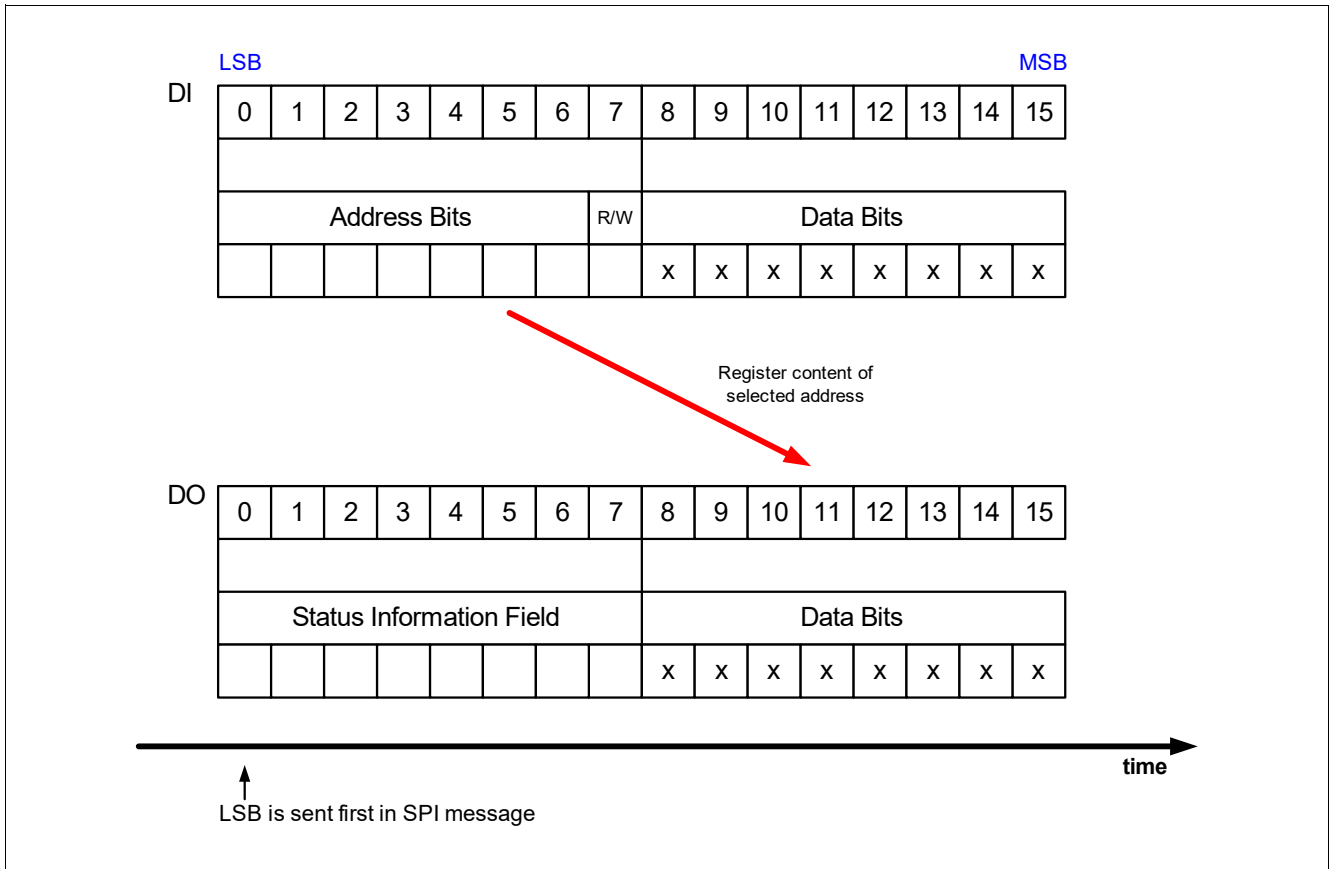 LSB MSB
DI 0 1 2 3 4 5 6 7 8 9 10 11 12 13 14 15
Address Bits R/W Data Bits
x x x x x x x x
Register content of
selected address
DO 0 1 2 3 4 5 6 7 8 9 10 11 12 13 14 15
Status Information Field Data Bits
x x x x x x x x
time
LSB is sent first in SPI message